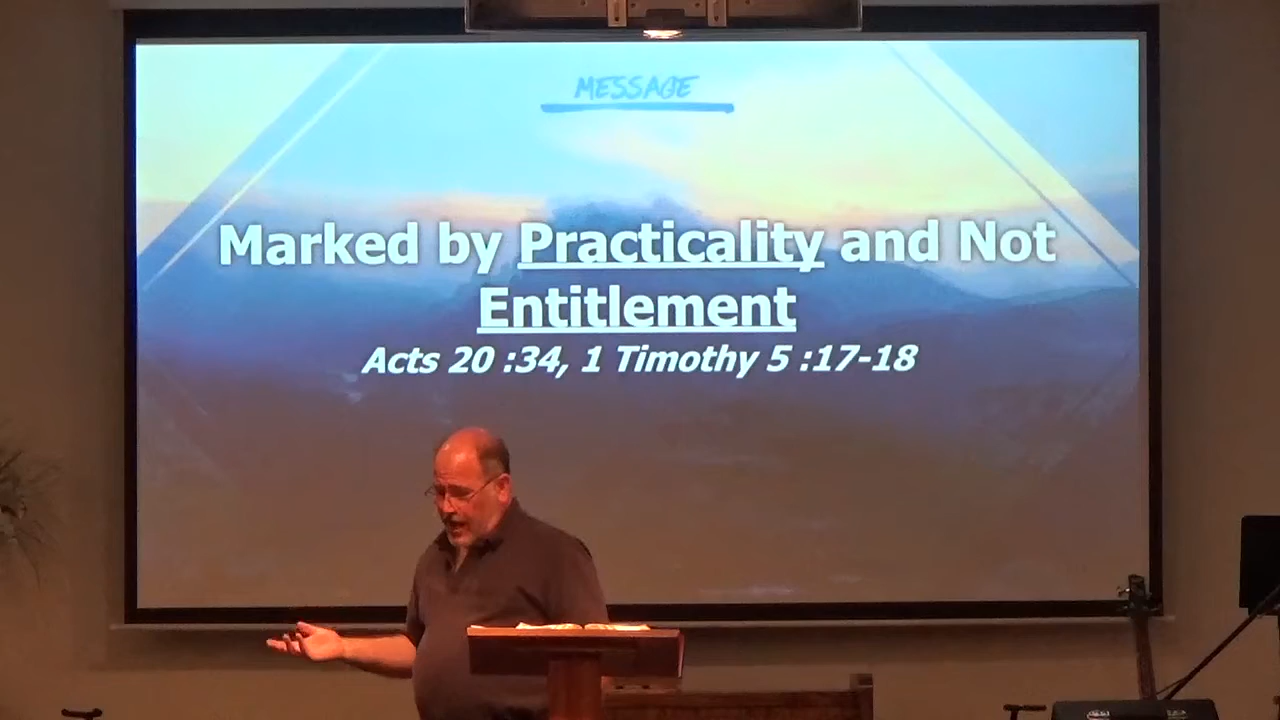 MESSAGE
Marked by Practicality and Not
Entitlement
Acts 20 :34, 1 Timothy 5 :17-18